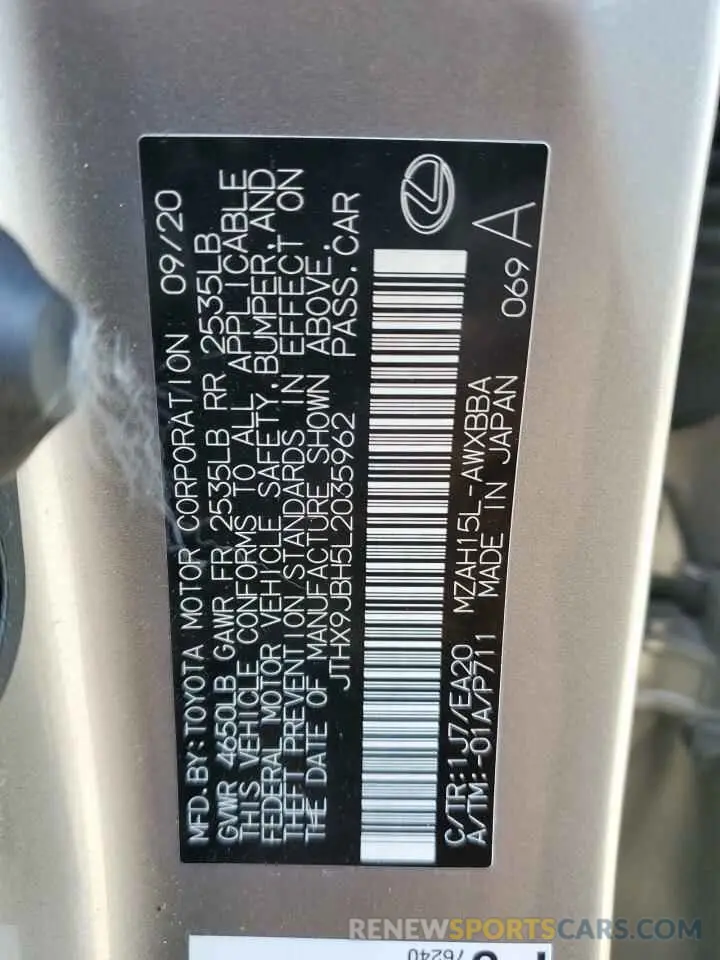 MFD. BY: TOYOTA MOTOR CORPORATION 09/20
GVWR 4650LB GAWR FR 2535LB RR 2535LB
THIS VEHICLE CONFORMS TO ALL APPLICABLE
FEDERAL MOTOR VEHICLE SAFETY, BUMPER, AND
THEFT PREVENTION STANDARDS IN EFFECT ON
THE DATE OF MANUFACTURE SHOWN ABOVE.
JTHX9JBH5L2035962 PASS. CAR
C/TR: 1J7/EA20 MZAH15L-AWXBBA 069 A
A/TM: -01A/P711 MADE IN JAPAN
76240
RENEWSPORTSCARS.COM